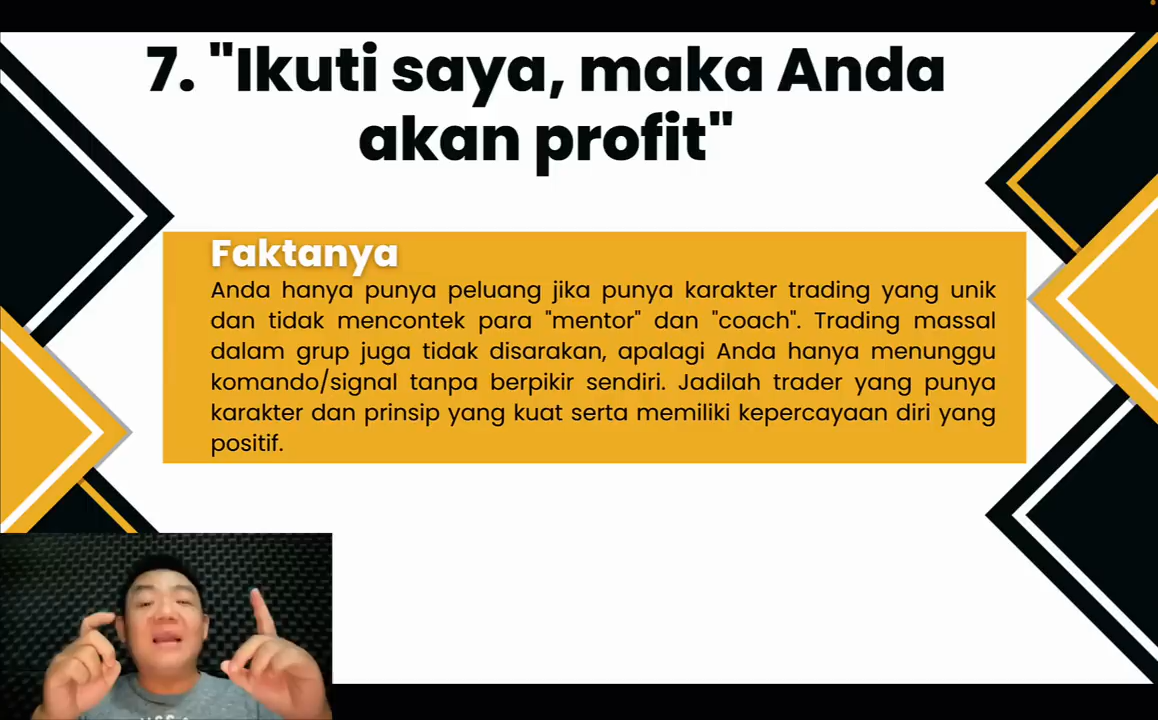 7. "Ikuti saya, maka Anda
akan profit"
Faktanya
Anda hanya punya peluang jika punya karakter trading yang unik
dan tidak mencontek para "mentor" dan "coach". Trading massal
dalam grup juga tidak disarakan, apalagi Anda hanya menunggu
komando/signal tanpa berpikir sendiri. Jadilah trader yang punya
karakter dan prinsip yang kuat serta memiliki kepercayaan diri yang
positif.